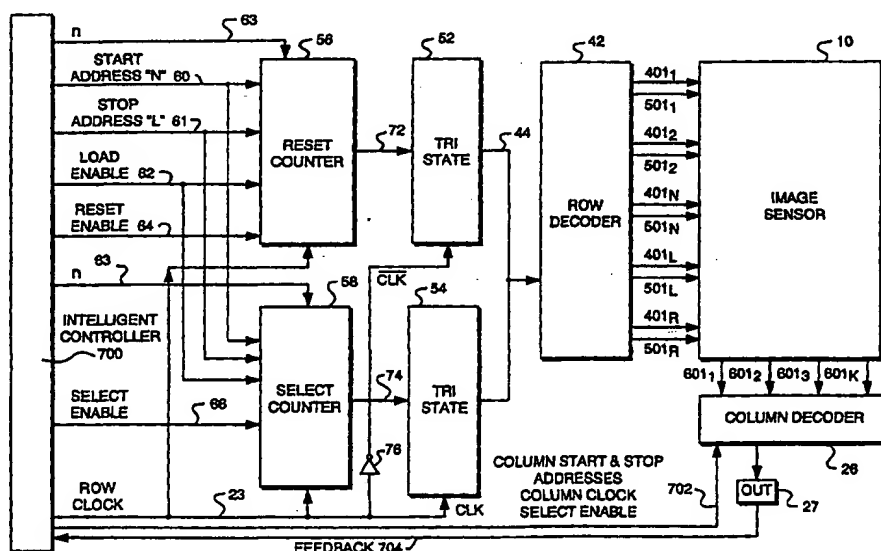 n
63
START
ADDRESS "N" 60
STOP
ADDRESS "L" 61
LOAD
ENABLE 62
RESET
ENABLE 64
n
63
INTELLIGENT
CONTROLLER
700
SELECT
ENABLE
66
ROW
CLOCK
23
56
RESET
COUNTER
72
52
TRI
STATE
44
CLK
58
SELECT
COUNTER
74
54
TRI
STATE
76
CLK
42
ROW
DECODER
401₁
501₁
401₂
501₂
401N
501N
401L
501L
401R
501R
10
IMAGE
SENSOR
601₁
601₂
601₃
601K
COLUMN DECODER
26
OUT
27
702
COLUMN START & STOP
ADDRESSES
COLUMN CLOCK
SELECT ENABLE
FEEDBACK 704